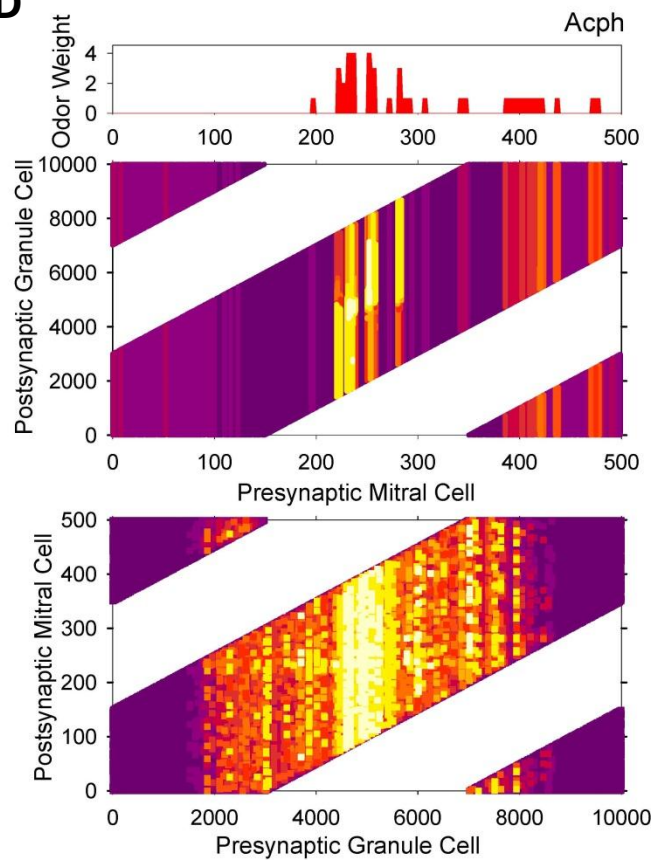 D
Acph
Odor Weight
4
2
0
0 100 200 300 400 500
Postsynaptic Granule Cell
10000
8000
6000
4000
2000
0
0 100 200 300 400 500
Presynaptic Mitral Cell
Postsynaptic Mitral Cell
500
400
300
200
100
0
0 2000 4000 6000 8000 10000
Presynaptic Granule Cell